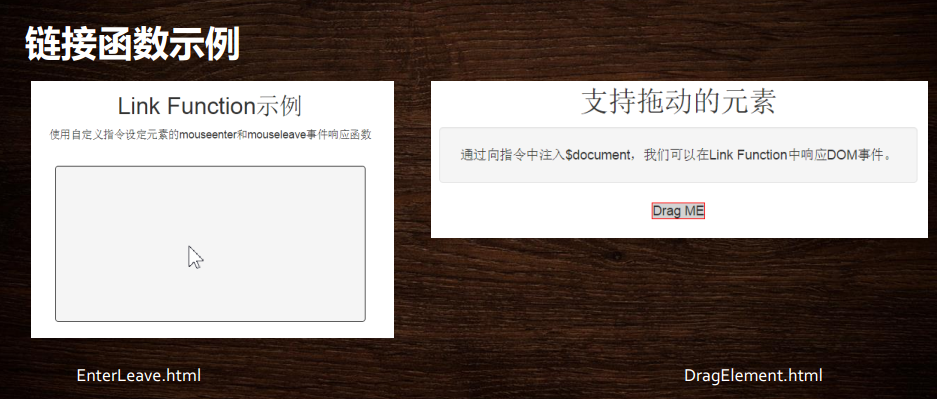 链接函数示例
Link Function示例
使用自定义指令设定元素的mouseenter和mouseleave事件响应函数
支持拖动的元素
通过向指令中注入$document，我们可以在Link Function中响应DOM事件。
Drag ME
EnterLeave.html
DragElement.html